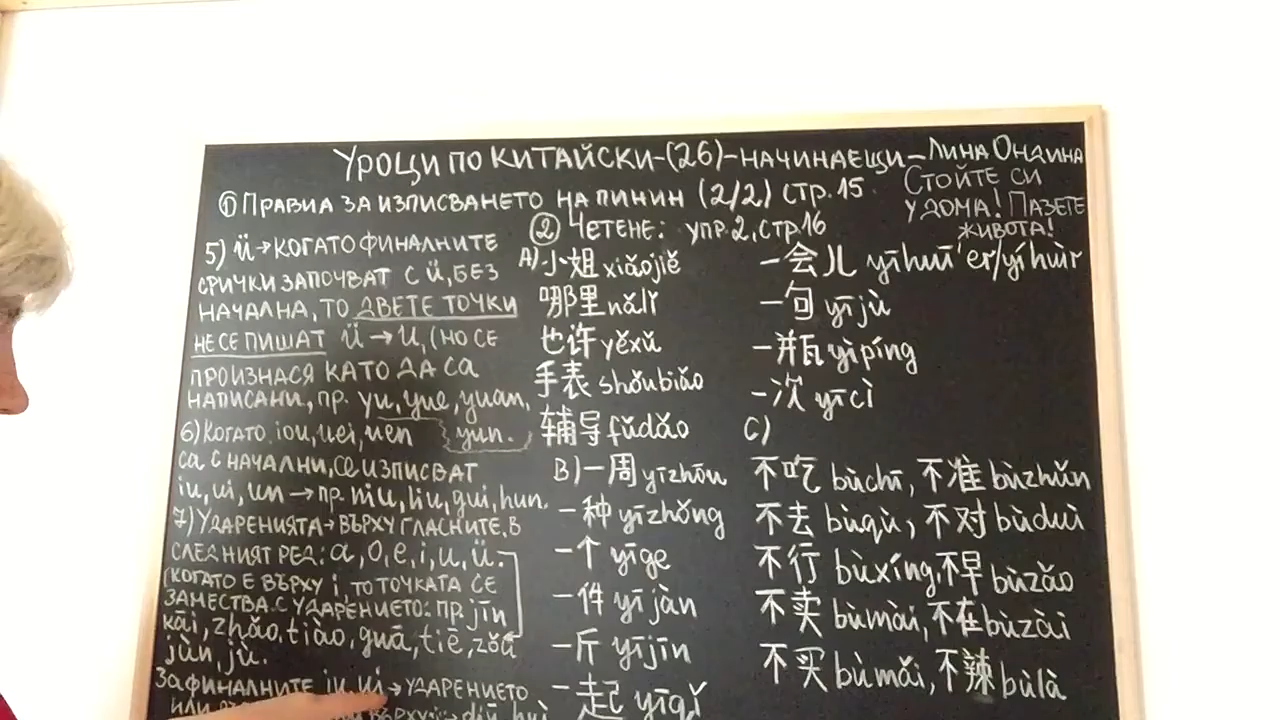 УРОЦИ ПО КИТАЙСКИ-(26)-НАЧИНАЕЩИ-ЛИНА ОНДИНА
СТОЙТЕ СИ
У ДОМА! ПАЗЕТЕ
ЖИВОТА!
① ПРАВИЛА ЗА ИЗПИСВАНЕТО НА ПИНИН (2/2) СТР.15
5) ü→КОГАТО ФИНАЛНИТЕ
СРИЧКИ ЗАПОЧВАТ С Ü, БЕЗ
НАЧАЛНА, ТО ДВЕТЕ ТОЧКИ
НЕ СЕ ПИШАТ Ü→U, (НО СЕ
ПРОИЗНАСЯ КАТО ДА СА
НАПИСАНИ, ПР. yu, yue, yuan,
yun.
6) КОГАТО iou, uei, uen
СА С НАЧАЛНИ, СЕ ИЗПИСВАТ
iu, ui, un → ПР. niu, liu, gui, hun.
7) УДАРЕНИЯТА→ВЪРХУ ГЛАСНИТЕ, В
СЛЕДНИЯТ РЕД: a, o, e, i, u, ü.
(КОГАТО Е ВЪРХУ i, ТО ТОЧКАТА СЕ
ЗАМЕСТВА С УДАРЕНИЕТО: ПР. jīn
kāi, zhǎo, tiào, guā, tiē, zǒu
jùn, jù.
ЗА ФИНАЛНИТЕ iu, ui→УДАРЕНИЕТО
ИЛИ
② ЧЕТЕНЕ: УПР.2, СТР.16
A) 小姐 xiǎojiě
哪里 nǎlǐ
也许 yěxǔ
手表 shǒubiǎo
辅导 fǔdǎo
B) 一周 yīzhōu
一种 yīzhǒng
一个 yīge
一件 yī jàn
一斤 yījīn
一起 yīqǐ
一会儿 yīhuī'er/yíhuìr
一句 yījù
一瓶 yìpíng
一次 yīcì
C)
不吃 bùchī, 不准 bùzhǔn
不去 bùqù, 不对 bùduì
不行 bùxíng, 不早 bùzǎo
不卖 bùmài, 不在 bùzài
不买 bùmǎi, 不辣 bùlà